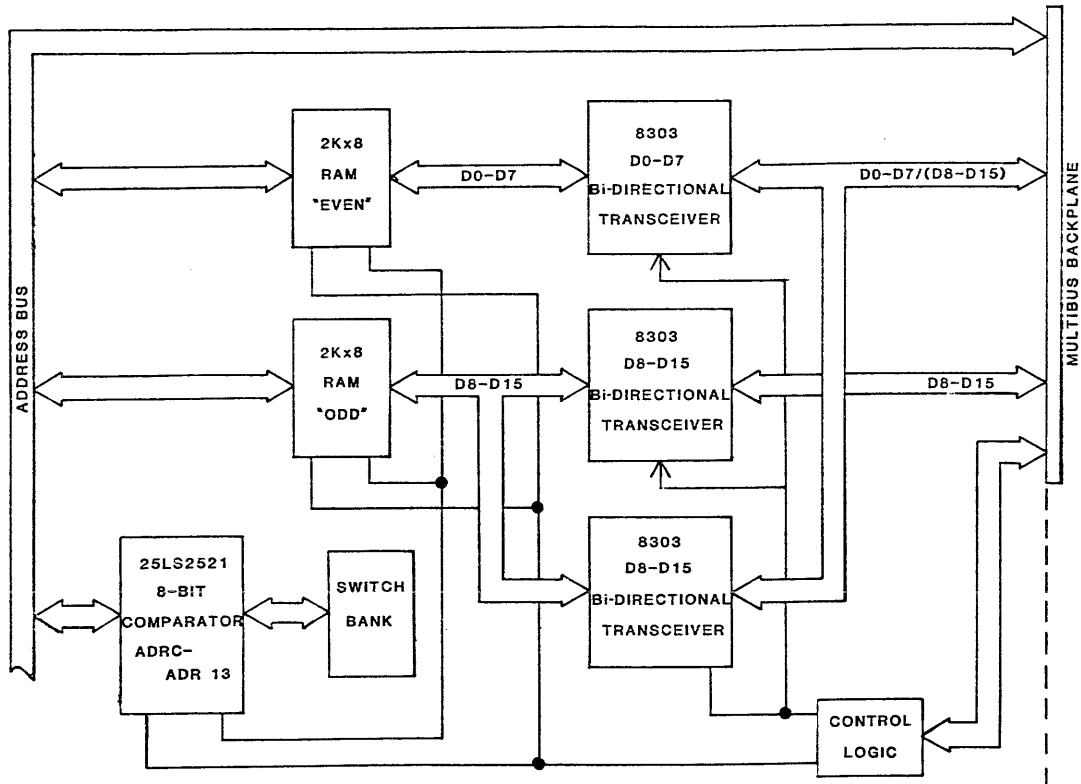 2Kx8
RAM
"EVEN"
D0-D7
8303
D0-D7
Bi-DIRECTIONAL
TRANSCEIVER
D0-D7/(D8-D15)
MULTIBUS BACKPLANE
ADDRESS BUS
2Kx8
RAM
"ODD"
D8-D15
8303
D8-D15
Bi-DIRECTIONAL
TRANSCEIVER
D8-D15
25LS2521
8-BIT
COMPARATOR
ADRC-
ADR 13
SWITCH
BANK
8303
D8-D15
Bi-DIRECTIONAL
TRANSCEIVER
CONTROL
LOGIC